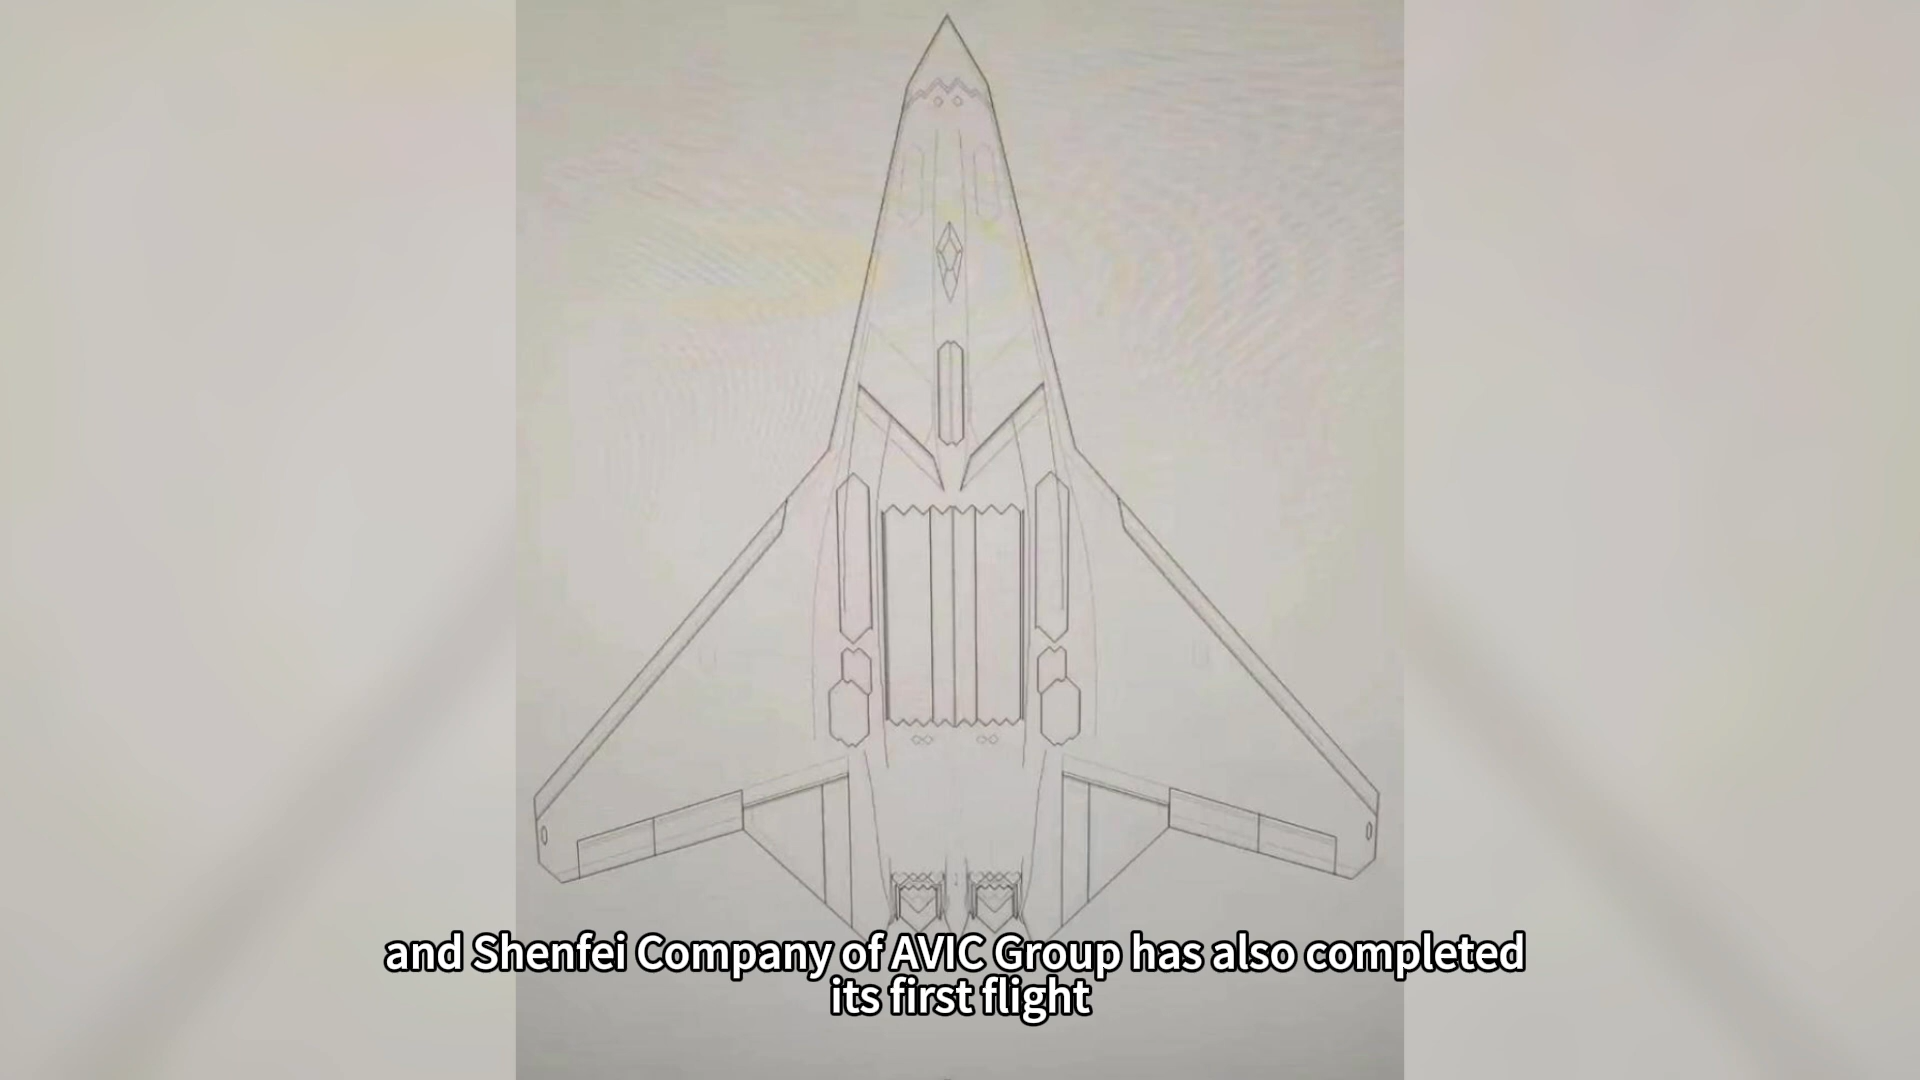 and Shenfei Company of AVIC Group has also completed
its first flight